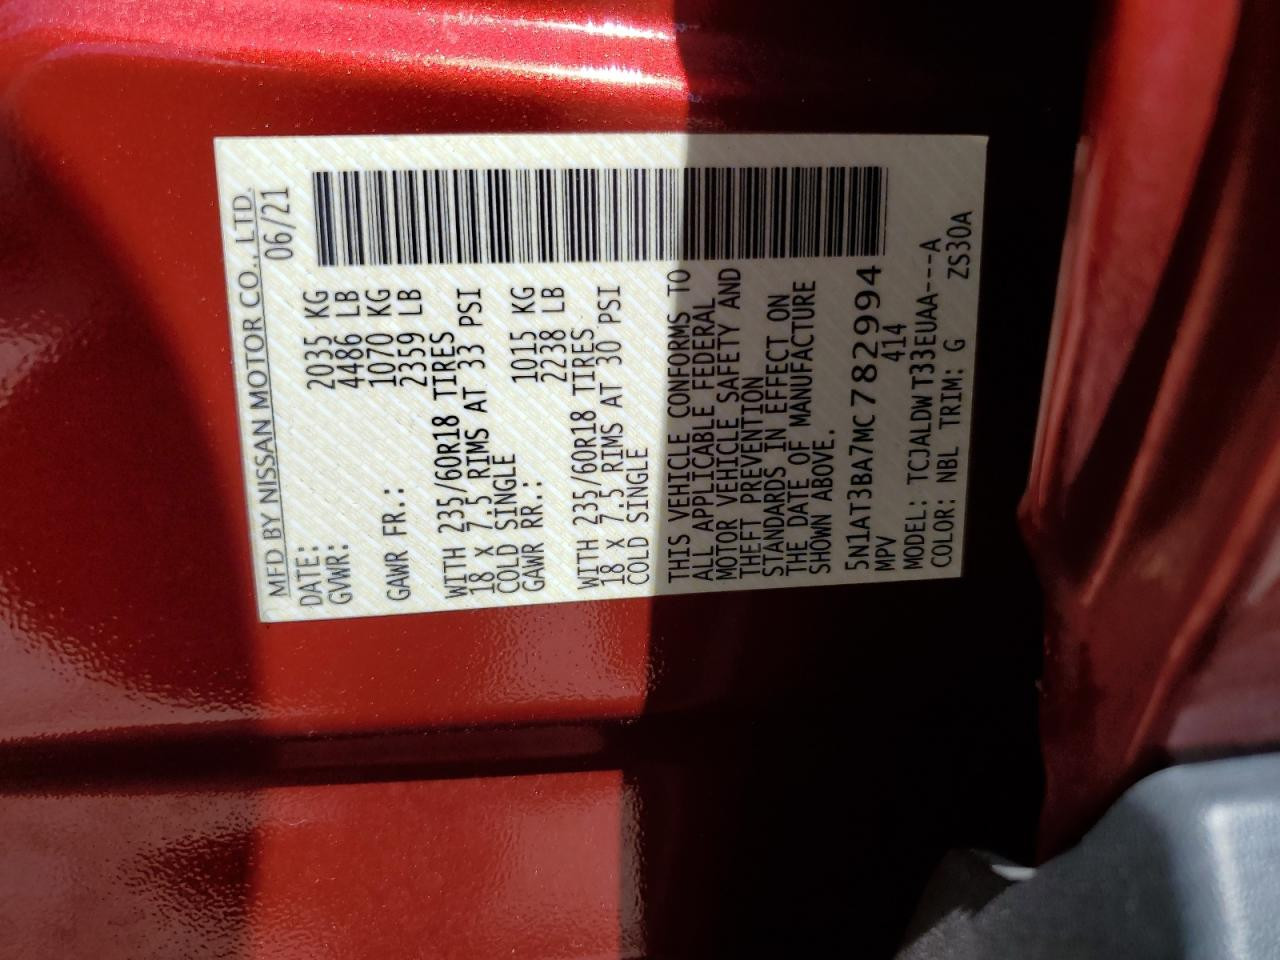 MFD BY NISSAN MOTOR CO., LTD.
DATE: 06/21
GVWR: 2035 KG
4486 LB
GAWR FR.: 1070 KG
2359 LB
WITH 235/60R18 TIRES
18 X 7.5 RIMS AT 33 PSI
COLD SINGLE
GAWR RR.: 1015 KG
2238 LB
WITH 235/60R18 TIRES
18 X 7.5 RIMS AT 30 PSI
COLD SINGLE
THIS VEHICLE CONFORMS TO
ALL APPLICABLE FEDERAL
MOTOR VEHICLE SAFETY AND
THEFT PREVENTION
STANDARDS IN EFFECT ON
THE DATE OF MANUFACTURE
SHOWN ABOVE.
5N1AT3BA7MC782994
MPV 414
MODEL: TCJALDWT33EUAA---A
COLOR: NBL TRIM: G ZS30A